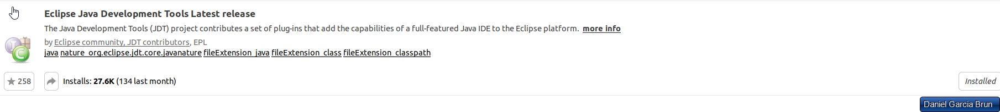 Eclipse Java Development Tools Latest release
The Java Development Tools (JDT) project contributes a set of plug-ins that add the capabilities of a full-featured Java IDE to the Eclipse platform. more info
by Eclipse community, JDT contributors, EPL
java nature_org.eclipse.jdt.core.javanature fileExtension_java fileExtension_class fileExtension_classpath
258 Installs: 27.6K (134 last month) Installed
Daniel Garcia Brun